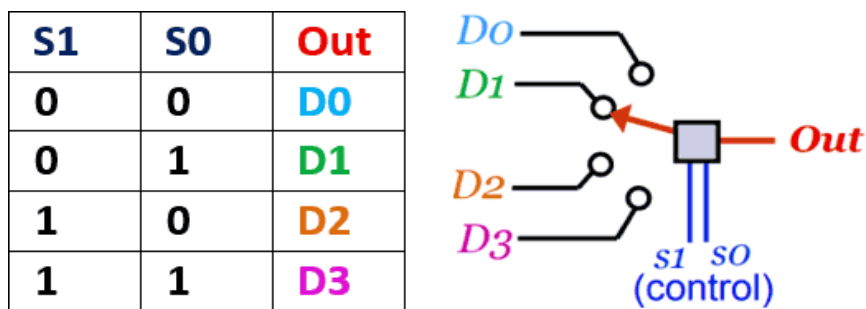 S1 S0 Out
0 0 D0
0 1 D1
1 0 D2
1 1 D3
D0
D1
D2
D3
Out
S1 S0
(control)